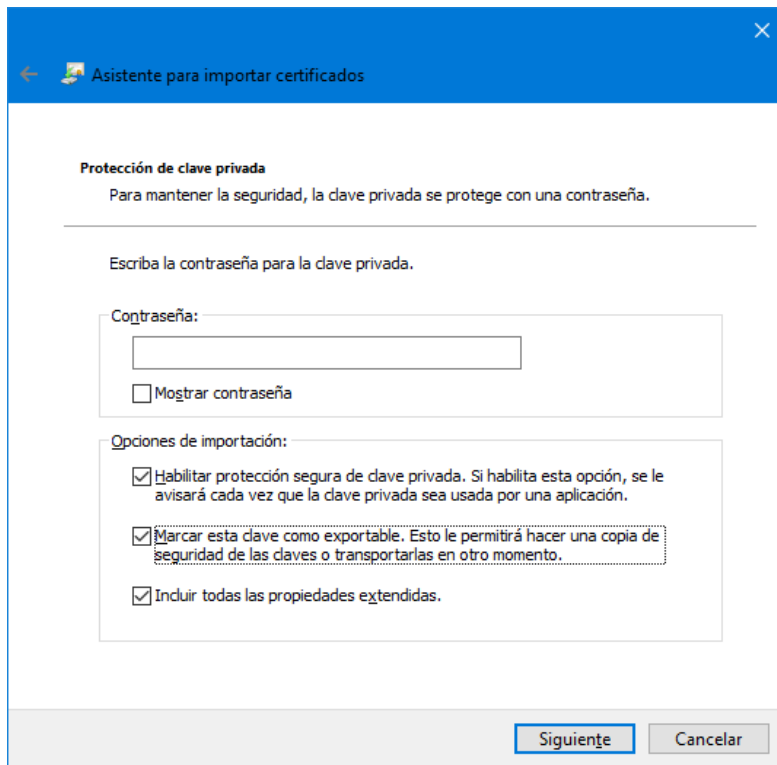 Asistente para importar certificados
Protección de clave privada
Para mantener la seguridad, la clave privada se protege con una contraseña.
Escriba la contraseña para la clave privada.
Contraseña:
Mostrar contraseña
Opciones de importación:
Habilitar protección segura de clave privada. Si habilita esta opción, se le
avisará cada vez que la clave privada sea usada por una aplicación.
Marcar esta clave como exportable. Esto le permitirá hacer una copia de
seguridad de las claves o transportarlas en otro momento.
Incluir todas las propiedades extendidas.
Siguiente
Cancelar